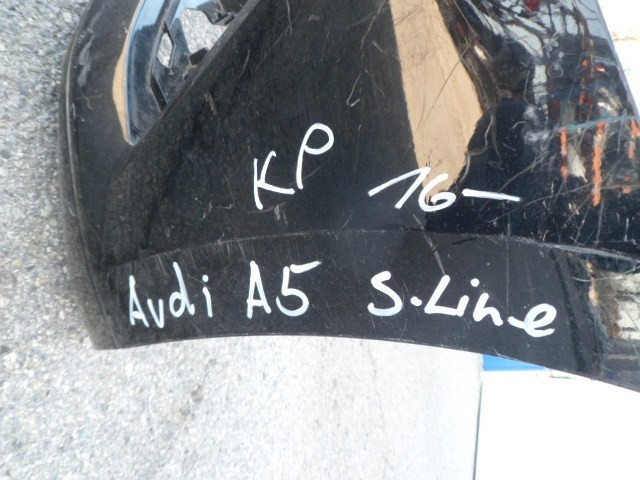 KP 16-
Audi A5 S-Line